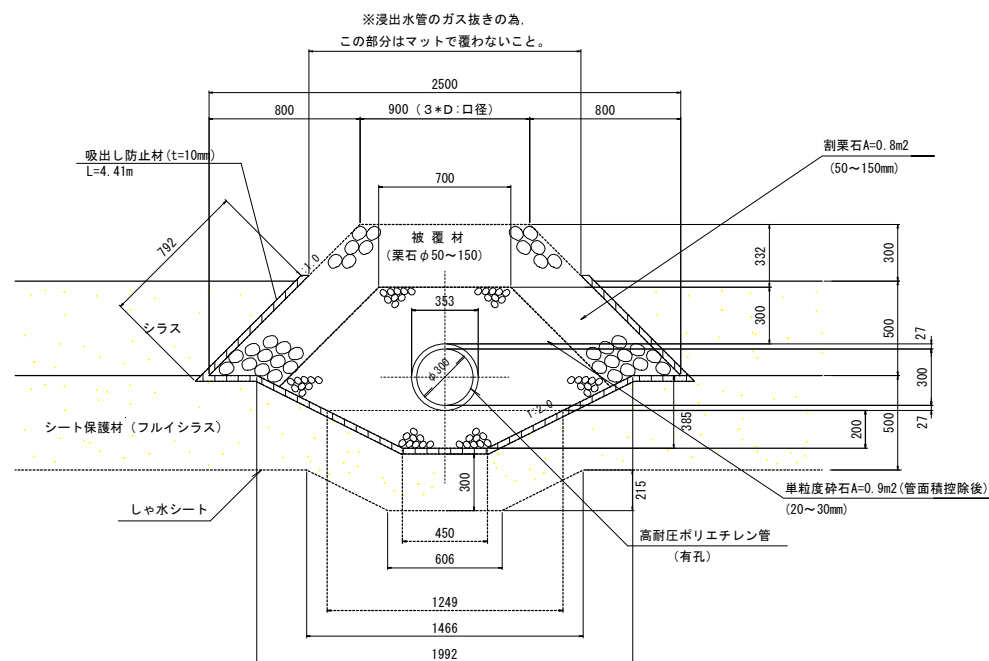 ※浸出水管のガス抜きの為,
この部分はマットで覆わないこと。
2500
800
900 (3*D:口径)
800
吸出し防止材(t=10mm)
L=4.41m
割栗石A=0.8m2
(50～150mm)
700
792
1:1.0
被 覆 材
(栗石φ50～150)
332
300
353
300
27
シラス
φ300
500
300
1:2.0
シート保護材（フルイシラス）
385
200
27
500
300
215
しゃ水シート
単粒度砕石A=0.9m2(管面積控除後)
(20～30mm)
450
高耐圧ポリエチレン管
(有孔)
606
1249
1466
1992